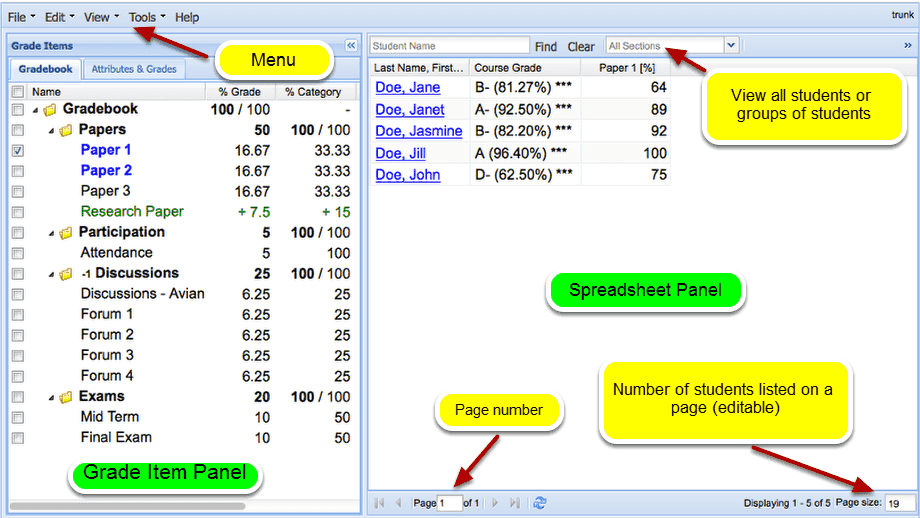 File Edit View Tools Help trunk
Menu
Grade Items
Gradebook Attributes & Grades
Name % Grade % Category
Gradebook 100 / 100 -
Papers 50 100 / 100
Paper 1 16.67 33.33
Paper 2 16.67 33.33
Paper 3 16.67 33.33
Research Paper + 7.5 + 15
Participation 5 100 / 100
Attendance 5 100
-1 Discussions 25 100 / 100
Discussions - Avian 6.25 25
Forum 1 6.25 25
Forum 2 6.25 25
Forum 3 6.25 25
Forum 4 6.25 25
Exams 20 100 / 100
Mid Term 10 50
Final Exam 10 50
Grade Item Panel
Student Name Find Clear All Sections
Last Name, First... Course Grade Paper 1 [%]
Doe, Jane B- (81.27%) *** 64
Doe, Janet A- (92.50%) *** 89
Doe, Jasmine B- (82.20%) *** 92
Doe, Jill A (96.40%) *** 100
Doe, John D- (62.50%) *** 75
View all students or
groups of students
Spreadsheet Panel
Page number
Number of students listed on a
page (editable)
Page 1 of 1 Displaying 1 - 5 of 5 Page size: 19